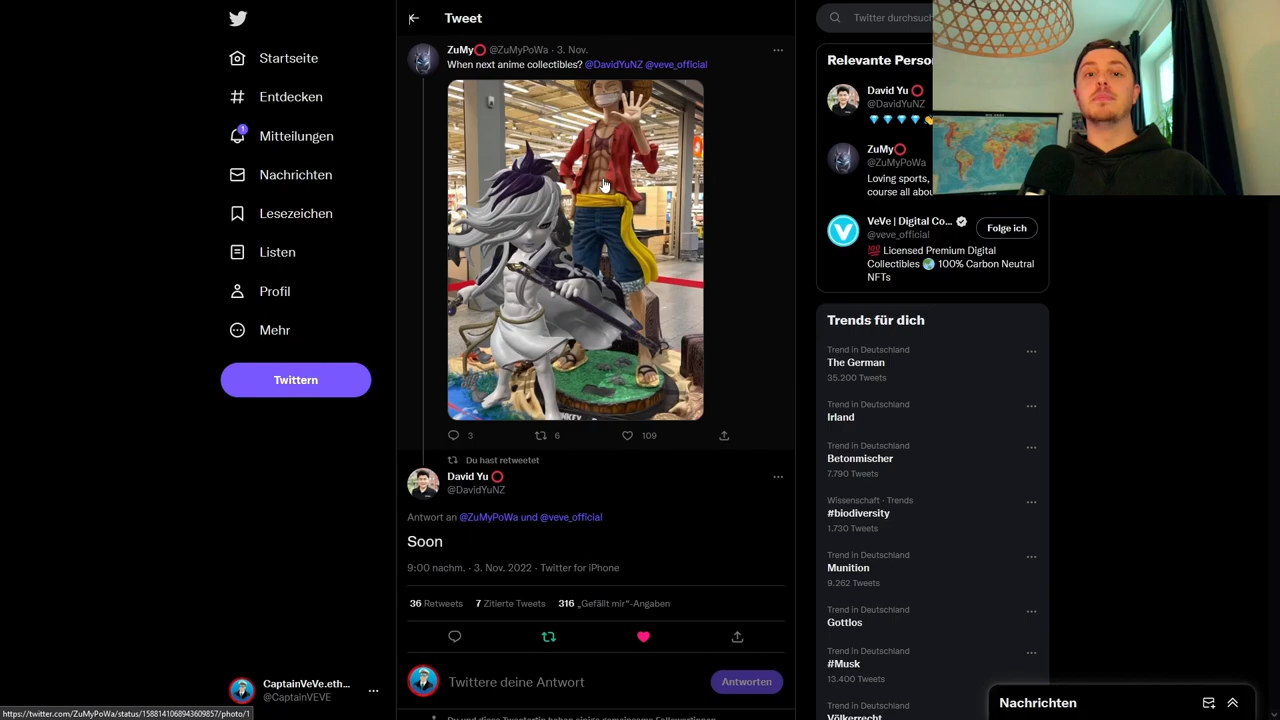 Tweet
Startseite
Entdecken
1
Mitteilungen
Nachrichten
Lesezeichen
Listen
Profil
Mehr
Twittern
CaptainVeVe.eth...
@CaptainVEVE
https://twitter.com/ZuMyPoWa/status/1588141068943609857/photo/1
ZuMy⭕ @ZuMyPoWa · 3. Nov.
When next anime collectibles? @DavidYuNZ @veve_official
3
6
109
Du hast retweetet
David Yu ⭕
@DavidYuNZ
Antwort an @ZuMyPoWa und @veve_official
Soon
9:00 nachm. · 3. Nov. 2022 · Twitter for iPhone
36 Retweets 7 Zitierte Tweets 316 „Gefällt mir“-Angaben
Twittere deine Antwort
Antworten
Twitter durchsuch
Relevante Perso
David Yu ⭕
@DavidYuNZ
💎 💎 💎 💎
ZuMy⭕
@ZuMyPoWa
Loving sports,
course all abou
VeVe | Digital Co...
@veve_official
Folge ich
💯 Licensed Premium Digital
Collectibles 🌏 100% Carbon Neutral
NFTs
Trends für dich
Trend in Deutschland
The German
35.200 Tweets
Trend in Deutschland
Irland
Trend in Deutschland
Betonmischer
7.790 Tweets
Wissenschaft · Trends
#biodiversity
1.730 Tweets
Trend in Deutschland
Munition
9.262 Tweets
Trend in Deutschland
Gottlos
Trend in Deutschland
#Musk
13.400 Tweets
Trend in Deutschland
Völkerrecht
Nachrichten